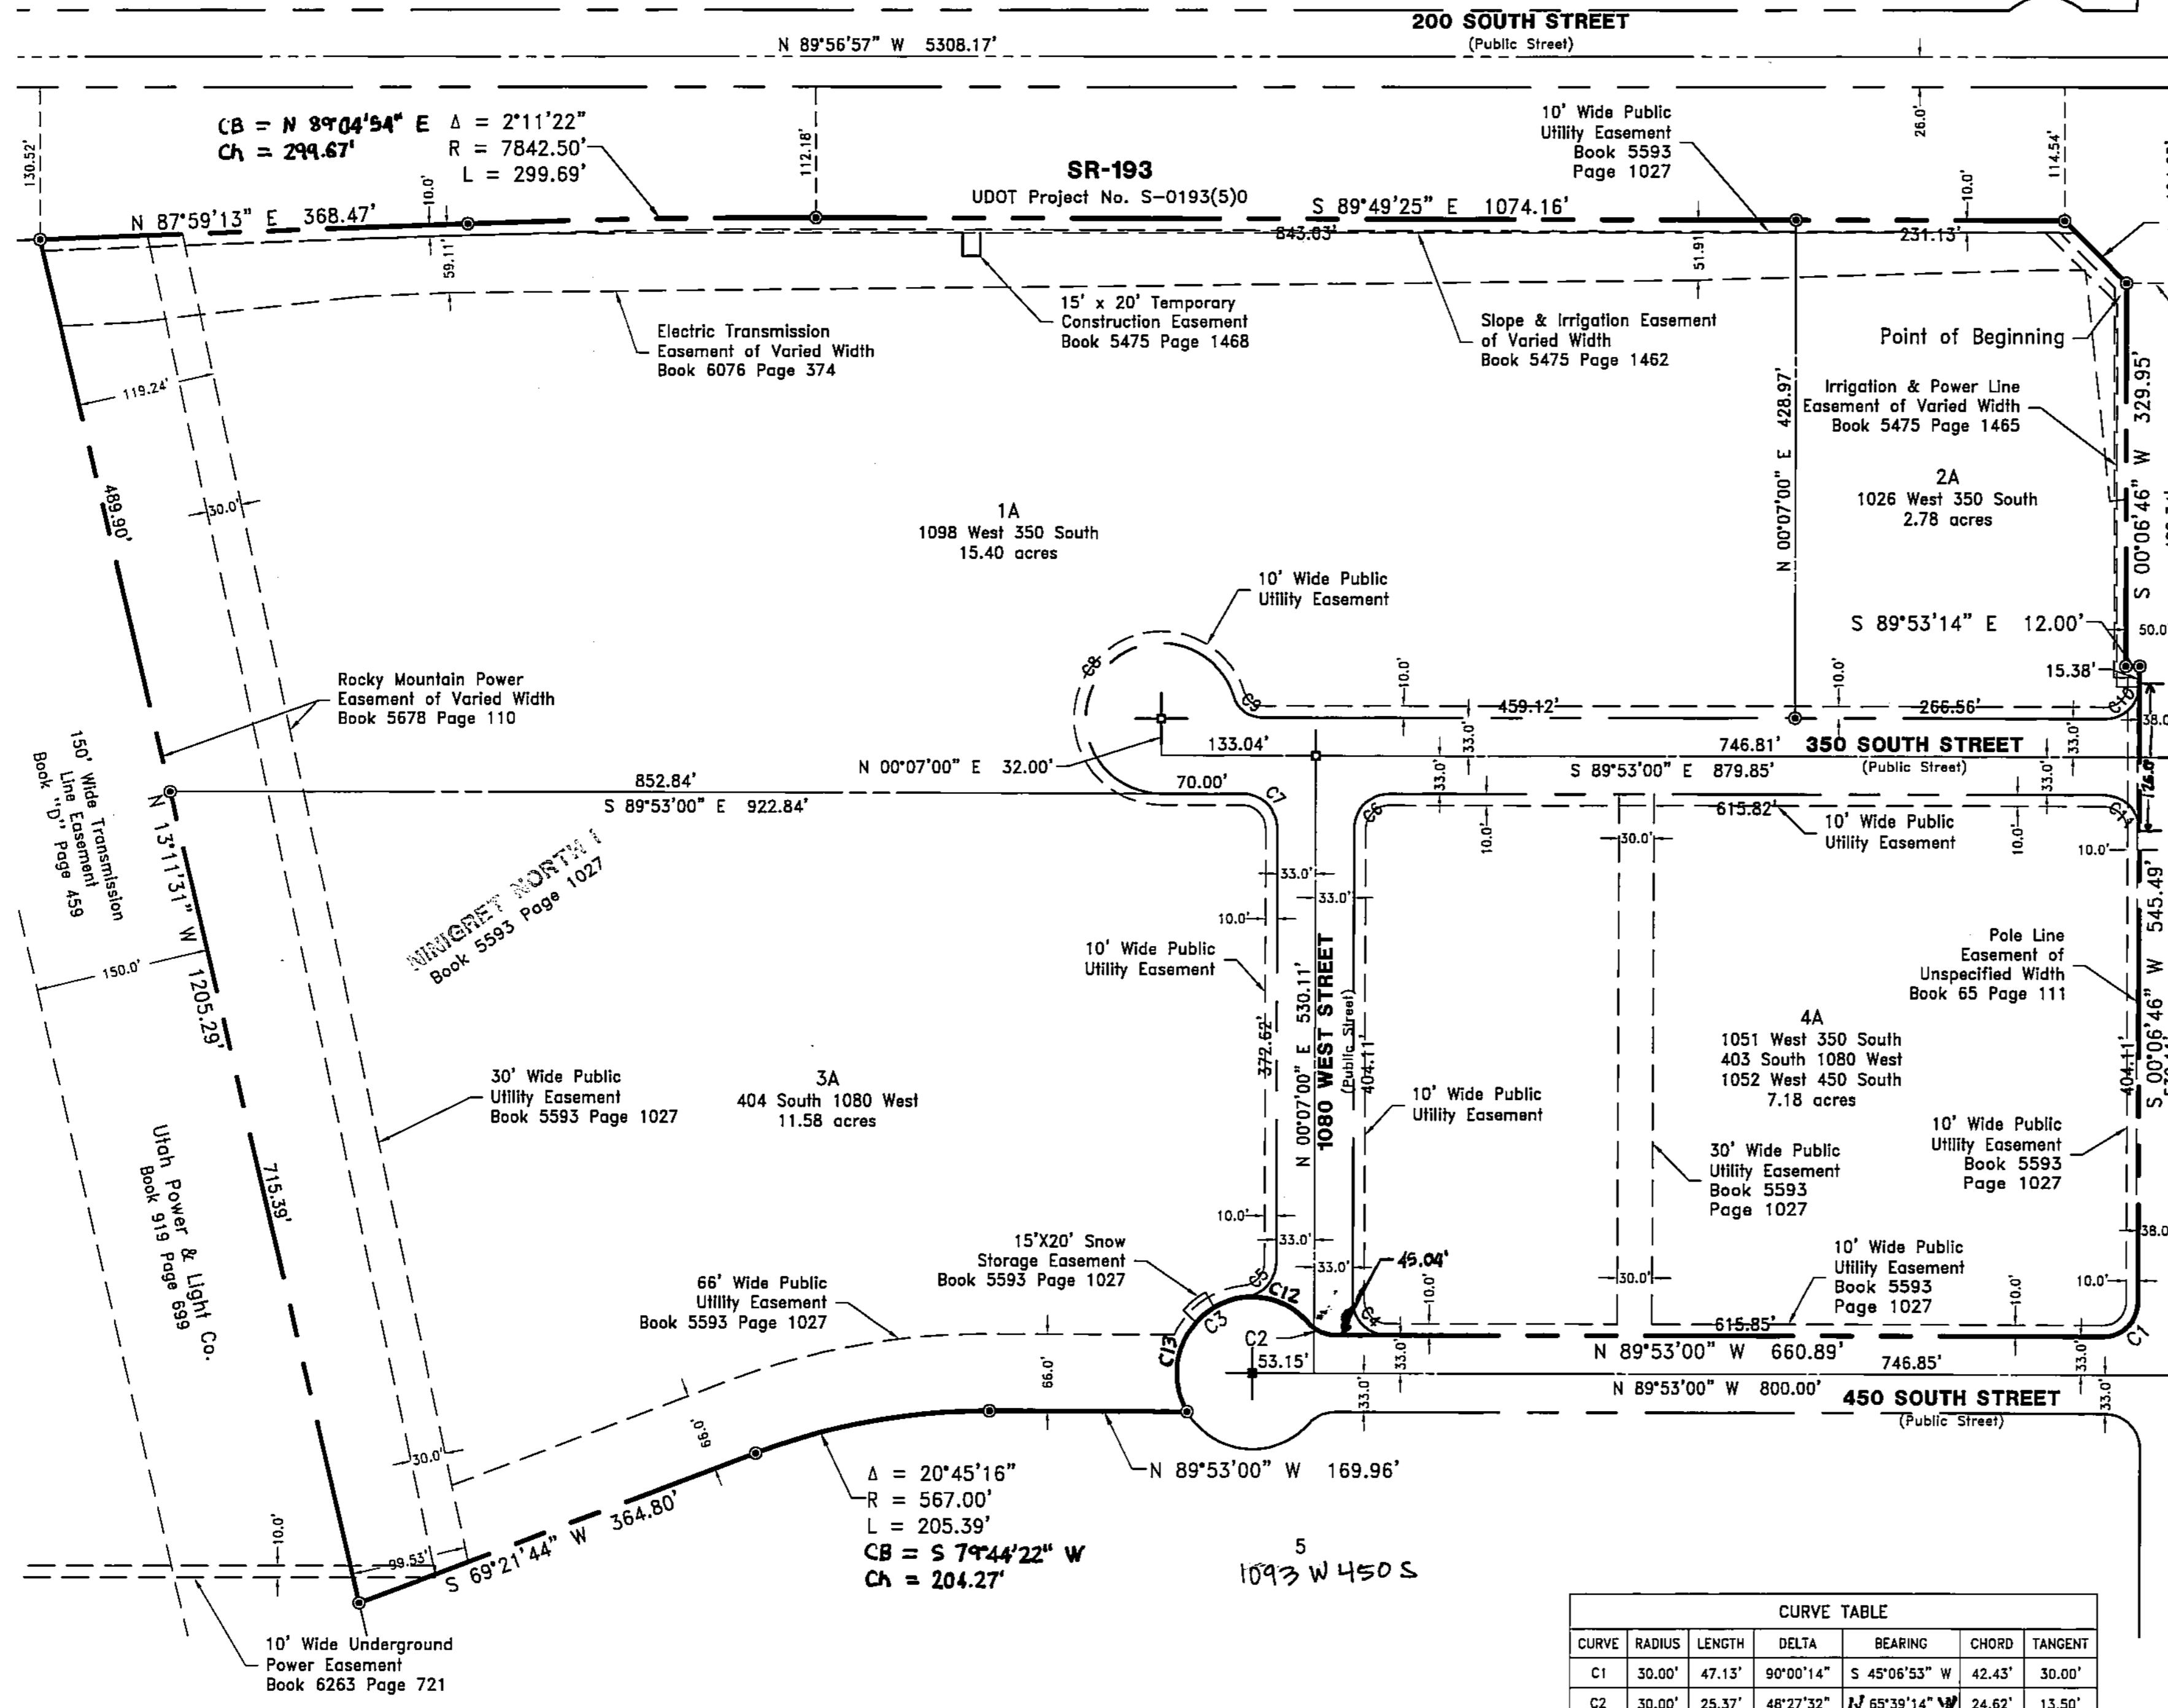 200 SOUTH STREET
(Public Street)
N 89°56'57" W 5308.17'
130.52'
CB = N 89°04'54" E
Ch = 299.67'
Δ = 2°11'22"
R = 7842.50'
L = 299.69'
112.18'
SR-193
UDOT Project No. S-0193(5)0
10' Wide Public
Utility Easement
Book 5593
Page 1027
26.0'
114.54'
N 87°59'13" E 368.47'
10.0'
59.11'
S 89°49'25" E 1074.16'
843.03'
231.13'
10.0'
51.91
15' x 20' Temporary
Construction Easement
Book 5475 Page 1468
Electric Transmission
Easement of Varied Width
Book 6076 Page 374
Slope & Irrigation Easement
of Varied Width
Book 5475 Page 1462
Point of Beginning
Irrigation & Power Line
Easement of Varied Width
Book 5475 Page 1465
119.24'
489.90'
30.0'
N 00°07'00" E 428.97'
S 00°06'46" W 329.95'
1A
1098 West 350 South
15.40 acres
2A
1026 West 350 South
2.78 acres
10' Wide Public
Utility Easement
S 89°53'14" E 12.00'
50.0'
15.38'
Rocky Mountain Power
Easement of Varied Width
Book 5678 Page 110
C8
C9
10.0'
459.12'
10.0'
266.56'
C10
38.0'
133.04'
33.0'
746.81'
350 SOUTH STREET
(Public Street)
33.0'
N 00°07'00" E 32.00'
S 89°53'00" E 879.85'
33.0'
33.0'
126.0'
150' Wide Transmission
Line Easement
Book "D" Page 459
852.84'
S 89°53'00" E 922.84'
70.00'
C7
C6
615.82'
10' Wide Public
Utility Easement
C11
10.0'
30.0'
10.0'
10.0'
N 13°11'31" W 1205.29'
NINIGRET NORTH I
Book 5593 Page 1027
33.0'
33.0'
10.0'
10' Wide Public
Utility Easement
372.62'
N 00°07'00" E 530.11'
1080 WEST STREET
(Public Street)
404.11'
Pole Line
Easement of
Unspecified Width
Book 65 Page 111
S 00°06'46" W 545.49'
404.11'
150.0'
4A
1051 West 350 South
403 South 1080 West
1052 West 450 South
7.18 acres
30' Wide Public
Utility Easement
Book 5593 Page 1027
3A
404 South 1080 West
11.58 acres
10' Wide Public
Utility Easement
10' Wide Public
Utility Easement
Book 5593
Page 1027
30' Wide Public
Utility Easement
Book 5593
Page 1027
Utah Power & Light Co.
Book 919 Page 699
715.39'
10.0'
33.0'
38.0'
15'X20' Snow
Storage Easement
Book 5593 Page 1027
33.0'
45.04'
10' Wide Public
Utility Easement
Book 5593
Page 1027
66' Wide Public
Utility Easement
Book 5593 Page 1027
C5
C12
C3
C13
C2
C4
10.0'
30.0'
615.85'
10.0'
10.0'
C1
66.0'
53.15'
33.0'
N 89°53'00" W 660.89'
746.85'
33.0'
33.0'
N 89°53'00" W 800.00'
450 SOUTH STREET
(Public Street)
33.0'
66.0'
30.0'
Δ = 20°45'16"
R = 567.00'
L = 205.39'
CB = S 79°44'22" W
Ch = 204.27'
N 89°53'00" W 169.96'
10.0'
99.53'
S 69°21'44" W 364.80'
5
1093 W 450 S
10' Wide Underground
Power Easement
Book 6263 Page 721
CURVE TABLE
CURVE RADIUS LENGTH DELTA BEARING CHORD TANGENT
C1 30.00' 47.13' 90°00'14" S 45°06'53" W 42.43' 30.00'
C2 30.00' 25.37' 48°27'32" N 65°39'14" W 24.62' 13.50'